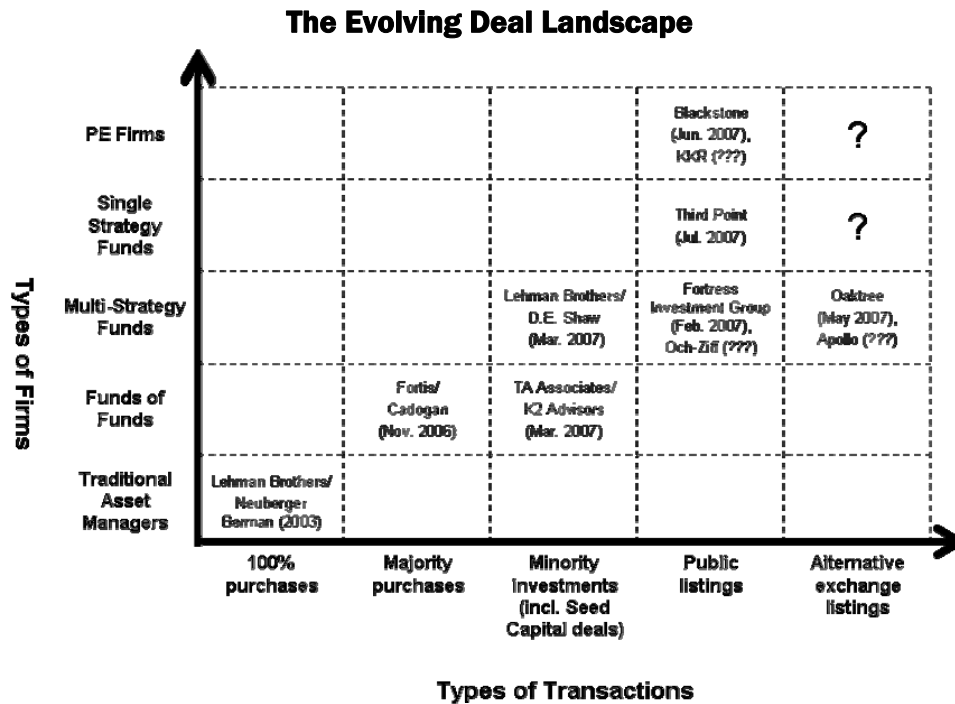 The Evolving Deal Landscape
PE Firms
Blackstone
(Jun. 2007),
KKR (???)
?
Single
Strategy
Funds
Third Point
(Jul. 2007)
?
Types of Firms
Multi-Strategy
Funds
Lehman Brothers/
D.E. Shaw
(Mar. 2007)
Fortress
Investment Group
(Feb. 2007),
Och-Ziff (???)
Oaktree
(May 2007),
Apollo (???)
Funds of
Funds
Fortis/
Cadogan
(Nov. 2006)
TA Associates/
K2 Advisors
(Mar. 2007)
Traditional
Asset
Managers
Lehman Brothers/
Neuberger
Berman (2003)
100%
purchases
Majority
purchases
Minority
investments
(incl. Seed
Capital deals)
Public
listings
Alternative
exchange
listings
Types of Transactions